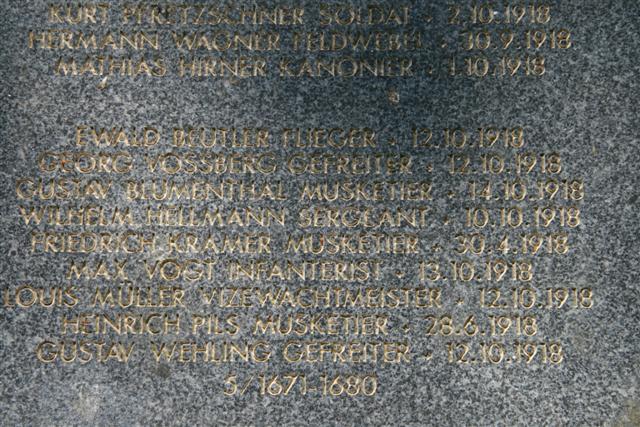 KURT PERETZSCHNER SOLDAT · 2.10.1918
HERMANN WAGNER FELDWEBEL · 30.9.1918
MATHIAS HIRNER KANONIER · 1.10.1918
EWALD BEUTLER FLIEGER · 12.10.1918
GEORG VOSSBERG GEFREITER · 12.10.1918
GUSTAV BLUMENTHAL MUSKETIER · 14.10.1918
WILHELM HELLMANN SERGEANT · 10.10.1918
FRIEDRICH KRAMER MUSKETIER · 30.4.1918
MAX VOGT INFANTERIST · 13.10.1918
LOUIS MÜLLER VIZEWACHTMEISTER · 12.10.1918
HEINRICH PILS MUSKETIER · 28.6.1918
GUSTAV WEHLING GEFREITER · 12.10.1918
5/1671-1680